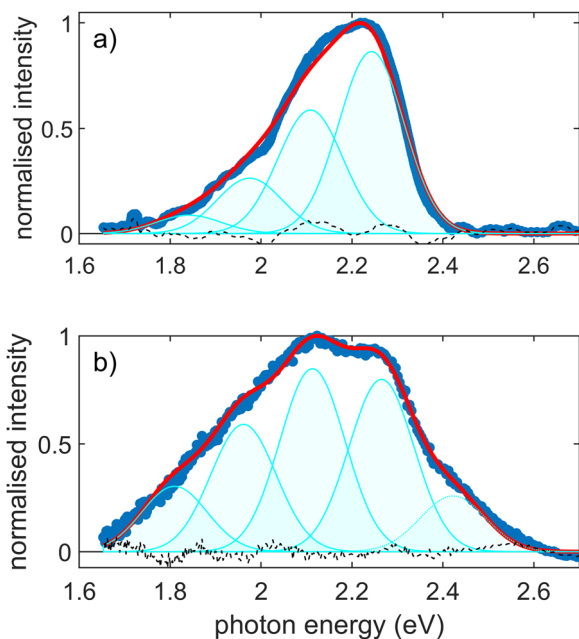 a)
normalised intensity
1
0.5
0
1.6 1.8 2 2.2 2.4 2.6
b)
normalised intensity
1
0.5
0
1.6 1.8 2 2.2 2.4 2.6
photon energy (eV)